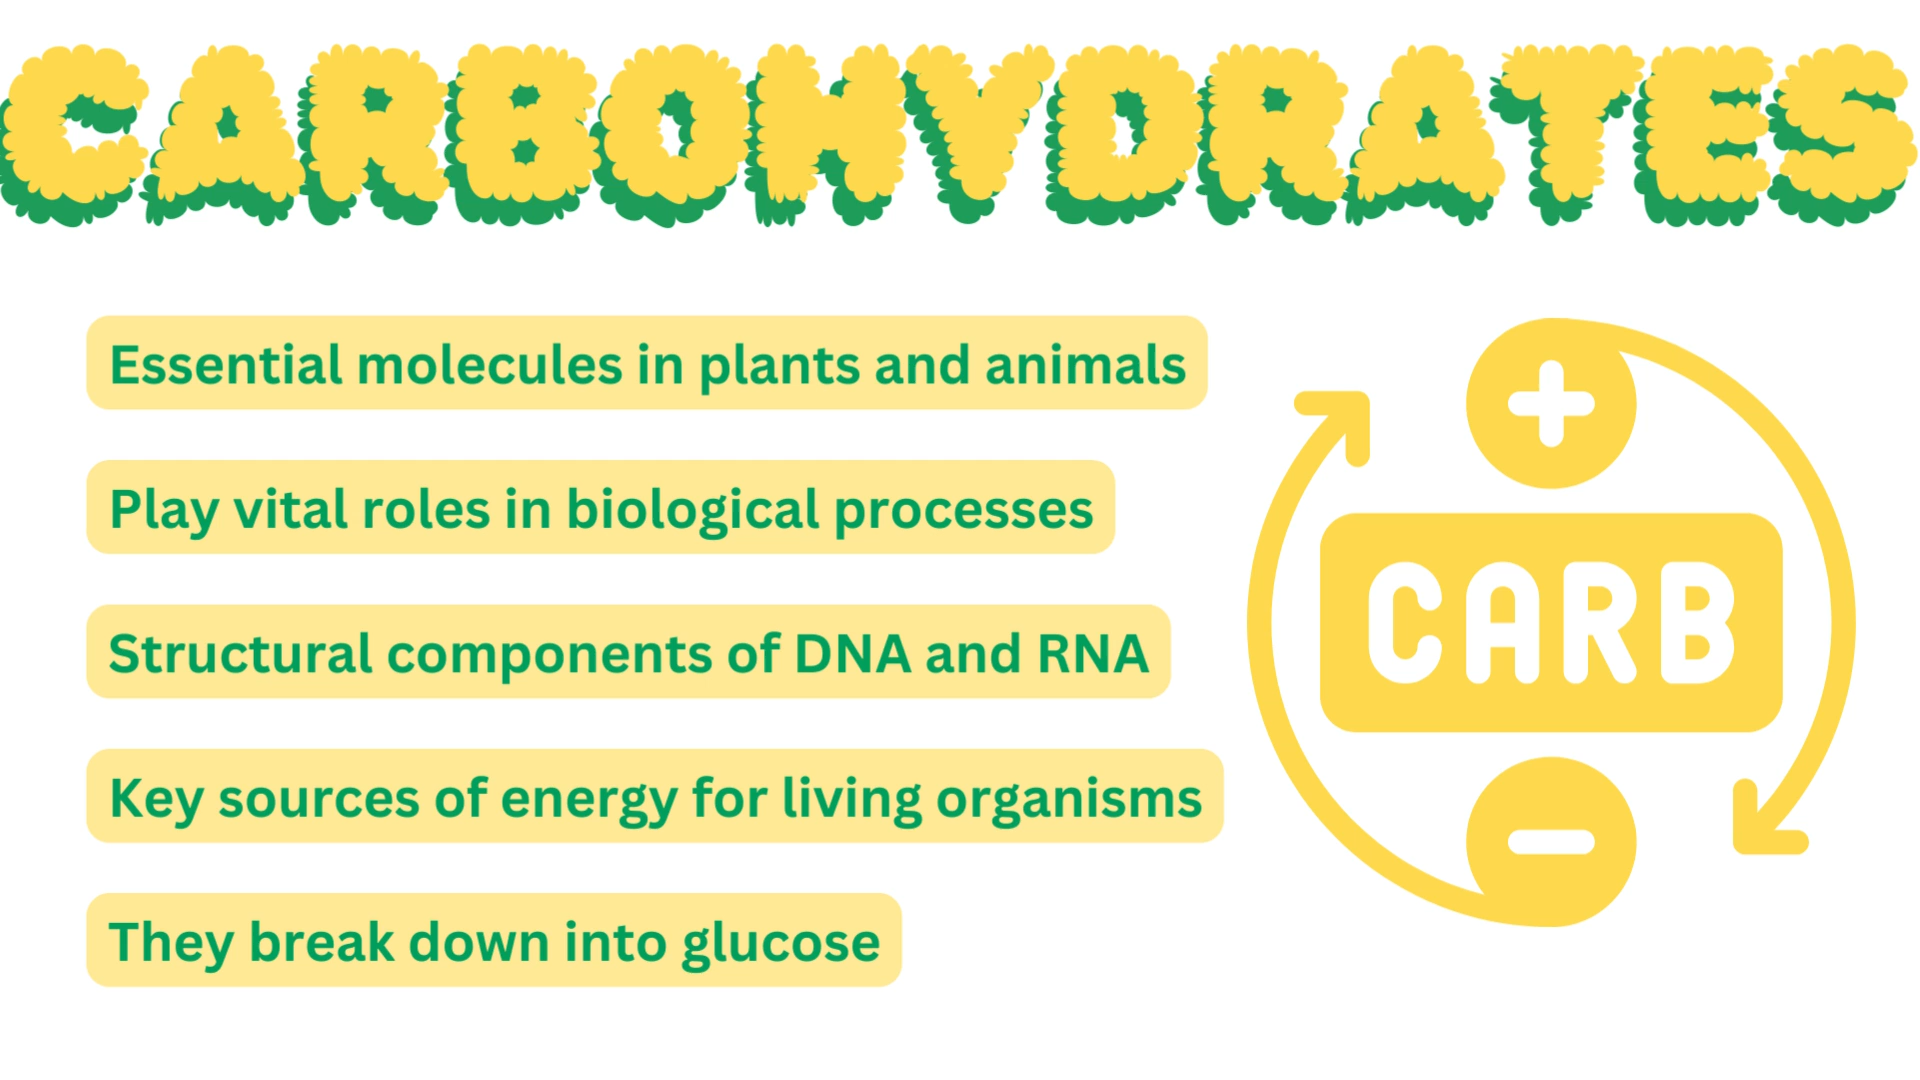 CARBOHYDRATES
Essential molecules in plants and animals
Play vital roles in biological processes
Structural components of DNA and RNA
Key sources of energy for living organisms
They break down into glucose
+
CARB
-